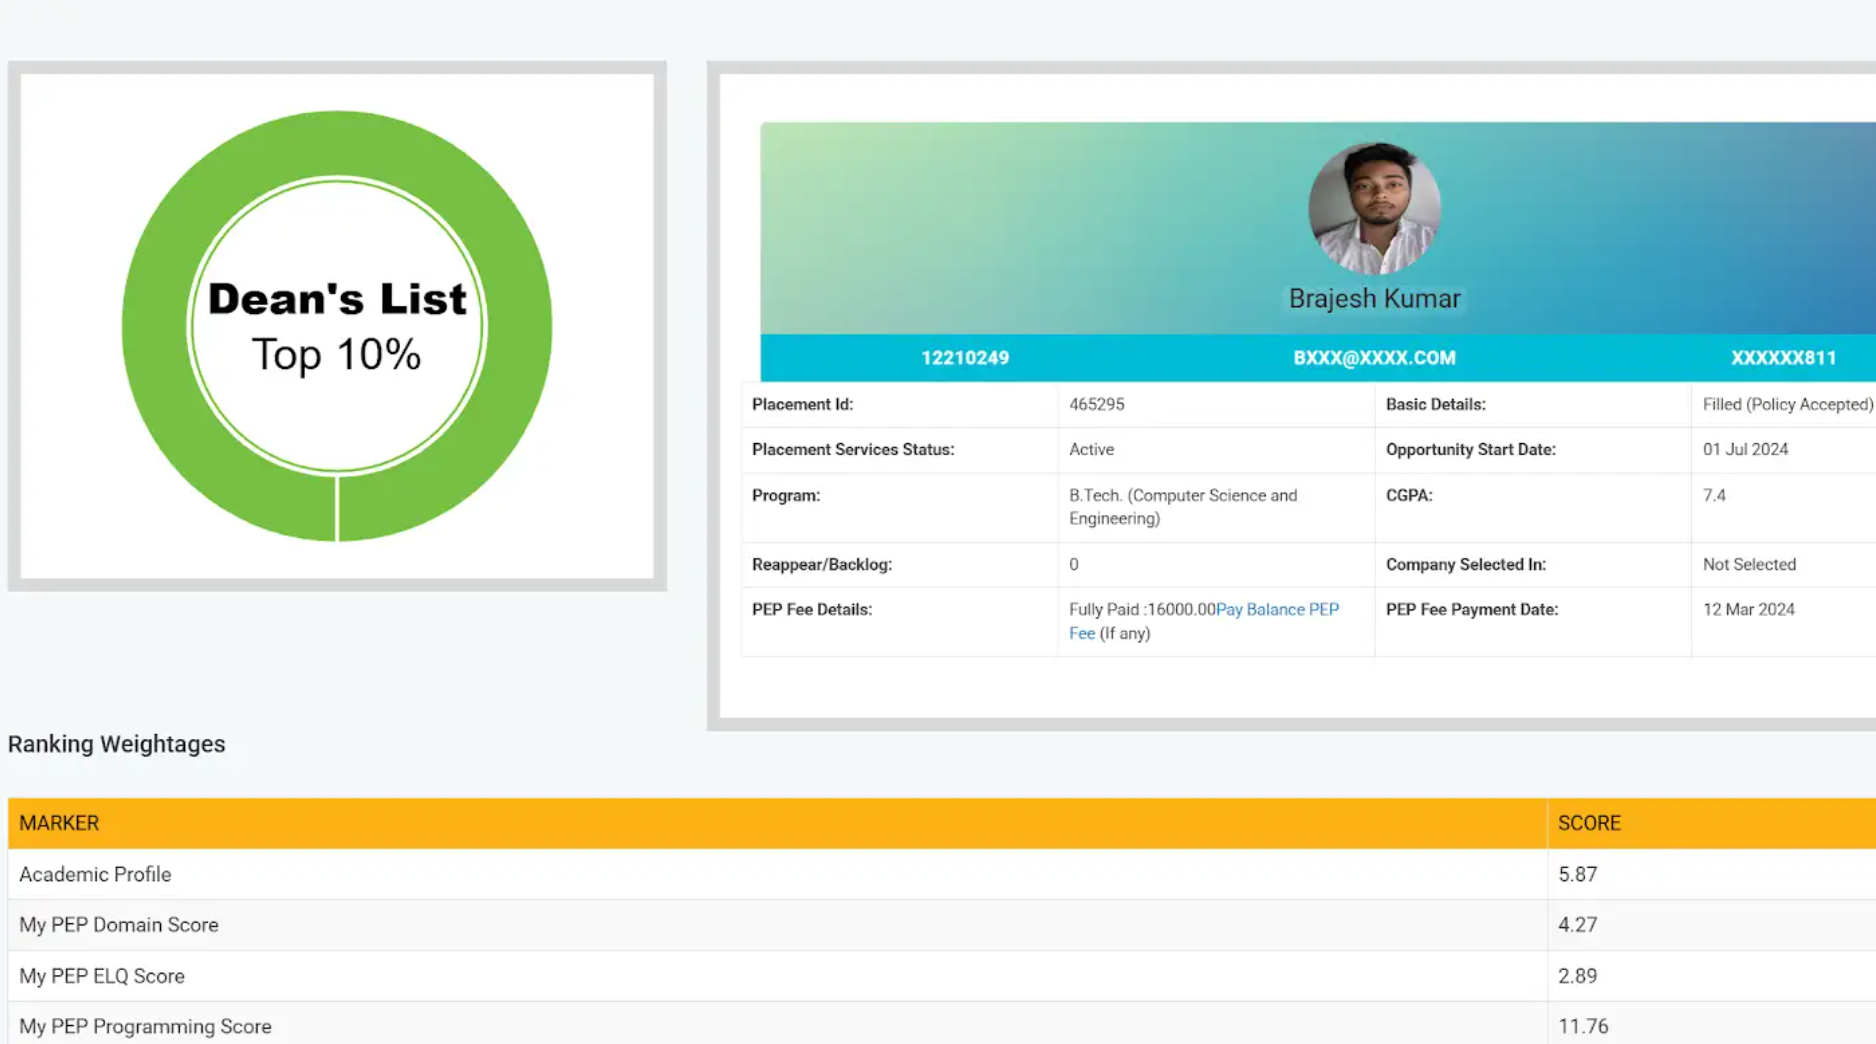 Dean's List
Top 10%
Brajesh Kumar
12210249 BXXX@XXXX.COM XXXXXX811
Placement Id: 465295 Basic Details: Filled (Policy Accepted)
Placement Services Status: Active Opportunity Start Date: 01 Jul 2024
Program: B.Tech. (Computer Science and CGPA: 7.4
Engineering)
Reappear/Backlog: 0 Company Selected In: Not Selected
PEP Fee Details: Fully Paid :16000.00Pay Balance PEP PEP Fee Payment Date: 12 Mar 2024
Fee (If any)
Ranking Weightages
MARKER SCORE
Academic Profile 5.87
My PEP Domain Score 4.27
My PEP ELQ Score 2.89
My PEP Programming Score 11.76